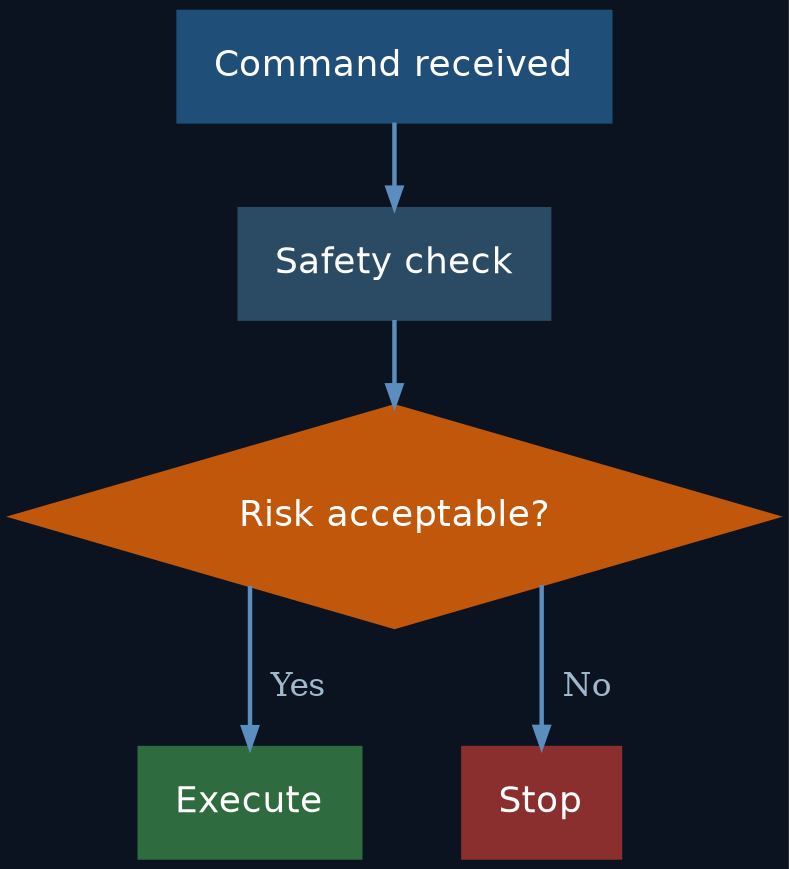 Command received
Safety check
Risk acceptable?
Yes
No
Execute
Stop